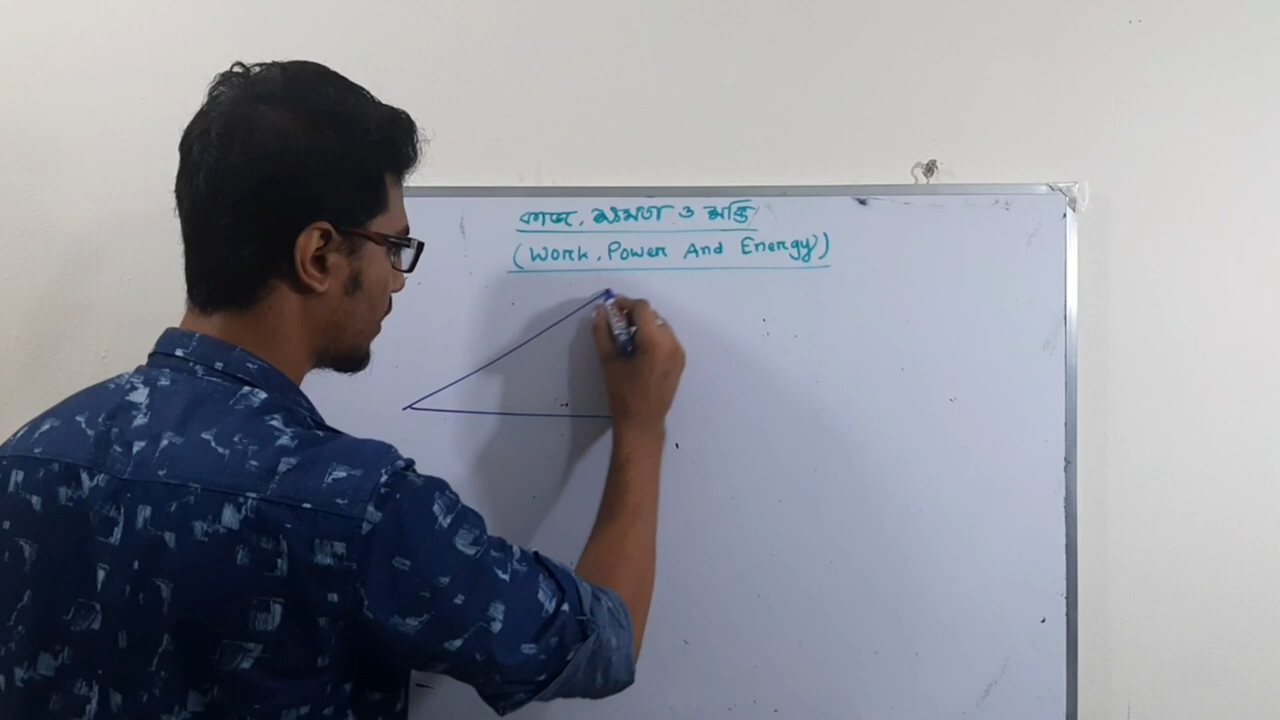 কাজ, ক্ষমতা ও শক্তি
(Work, Power And Energy)